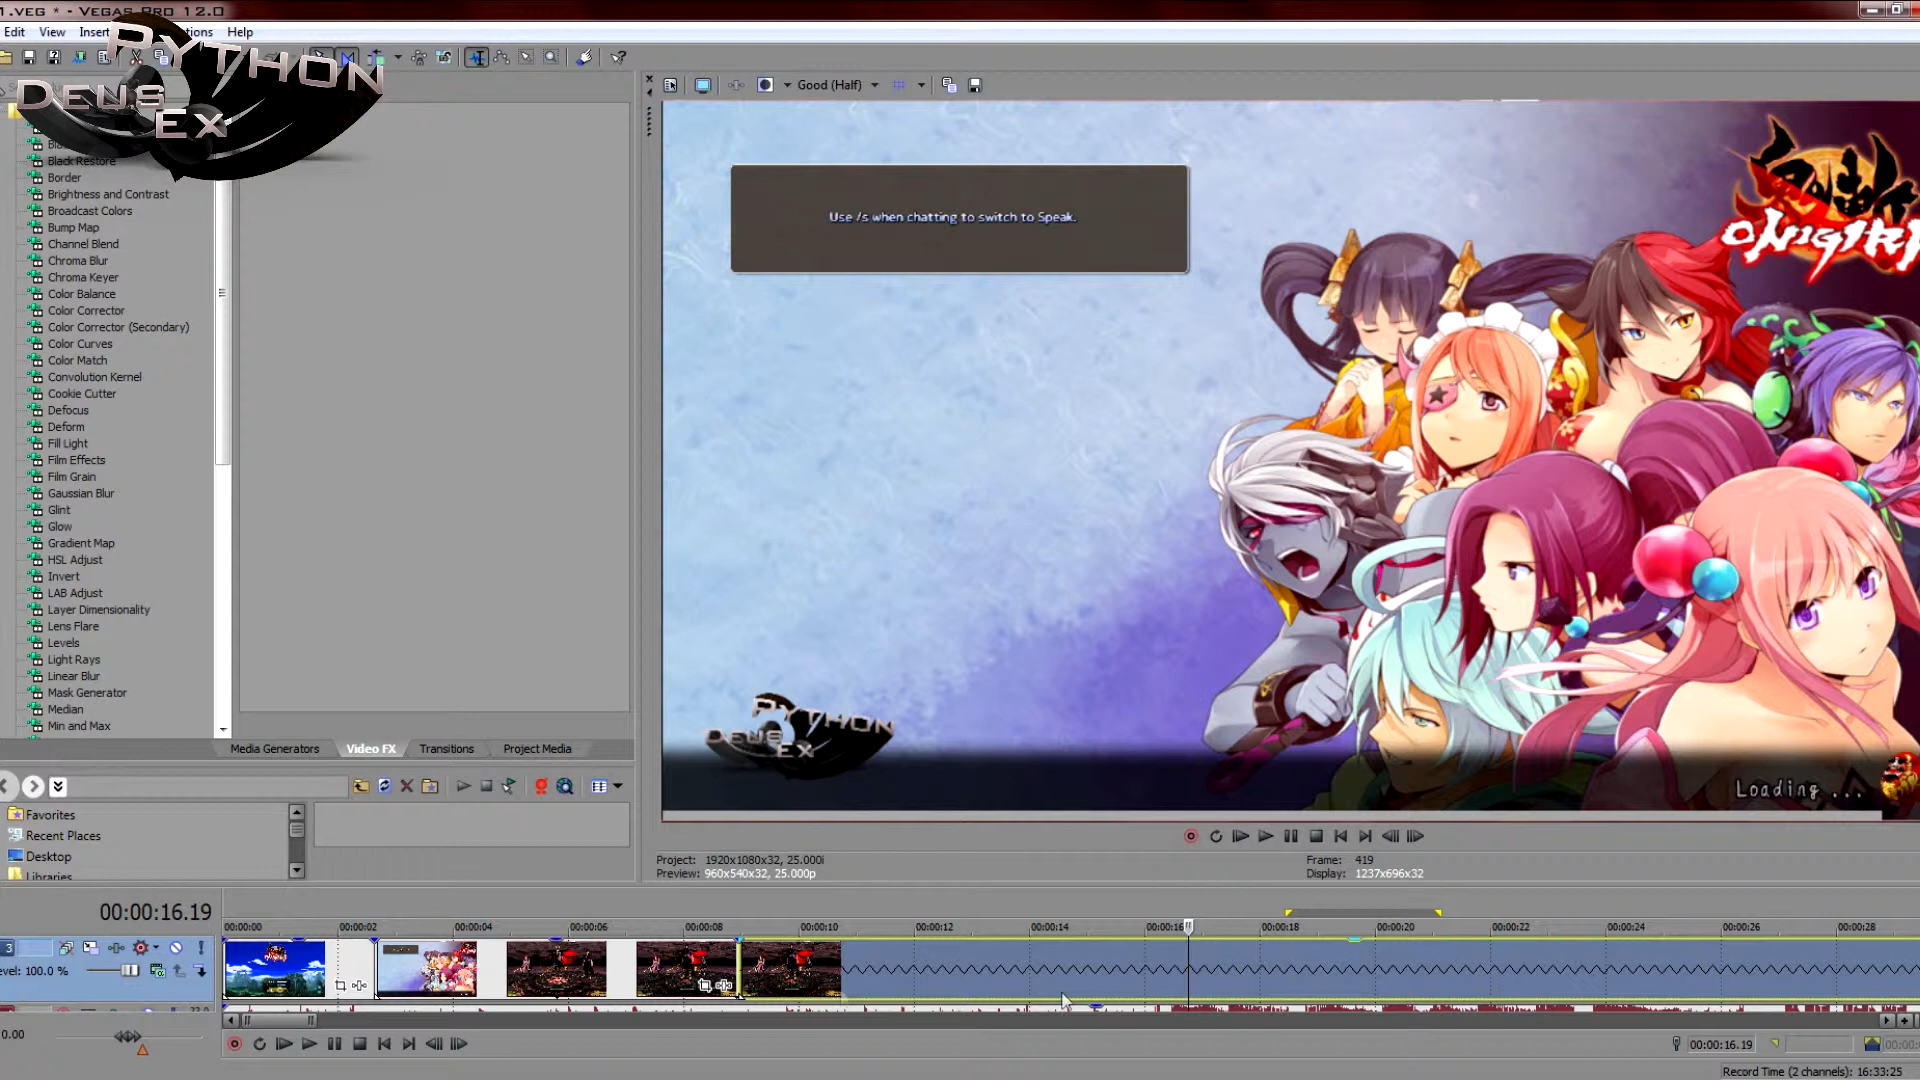 1.VEG * - VEGAS PRO 12.0
Edit View Insert
Help
PYTHON
DEUS
EX
Black Restore
Border
Brightness and Contrast
Broadcast Colors
Bump Map
Channel Blend
Chroma Blur
Chroma Keyer
Color Balance
Color Corrector
Color Corrector (Secondary)
Color Curves
Color Match
Convolution Kernel
Cookie Cutter
Defocus
Deform
Fill Light
Film Effects
Film Grain
Gaussian Blur
Glint
Glow
Gradient Map
HSL Adjust
Invert
LAB Adjust
Layer Dimensionality
Lens Flare
Levels
Light Rays
Linear Blur
Mask Generator
Median
Min and Max
Media Generators Video FX Transitions Project Media
Good (Half)
Use /s when chatting to switch to Speak.
ONIGIRI
PYTHON
DEUS
EX
Loading ...
Favorites
Recent Places
Desktop
Libraries
Project: 1920x1080x32, 25.000i
Preview: 960x540x32, 25.000p
Frame: 419
Display: 1237x696x32
00:00:16.19
00:00:00 00:00:02 00:00:04 00:00:06 00:00:08 00:00:10 00:00:12 00:00:14 00:00:16 00:00:18 00:00:20 00:00:22 00:00:24 00:00:26 00:00:28
3
evel: 100.0 %
0.00
00:00:16.19
Record Time (2 channels): 16:33:25